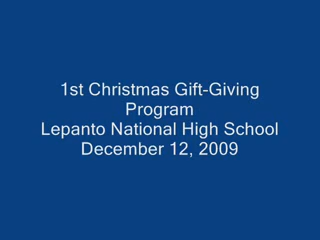 1st Christmas Gift-Giving
Program
Lepanto National High School
December 12, 2009